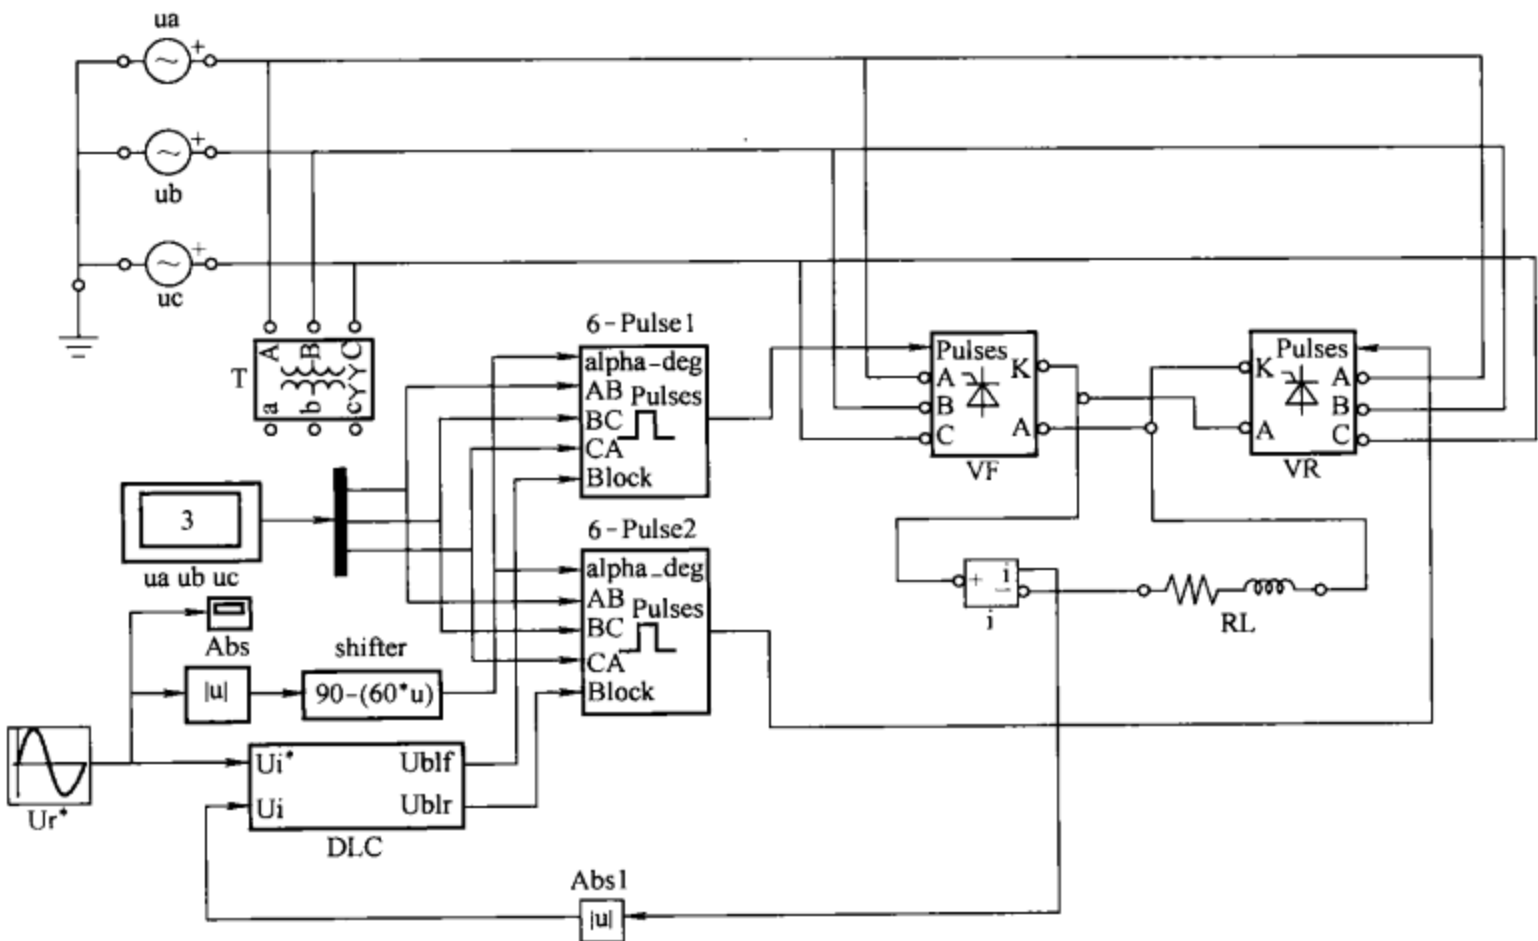 ua
+
ub
+
uc
+
T
A B C
a b c
Y Y
6-Pulse1
alpha-deg
AB
Pulses
BC
CA
Block
Pulses
A
B
C
K
A
VF
Pulses
K
A
A
B
C
VR
3
ua ub uc
6-Pulse2
alpha_deg
AB
Pulses
BC
CA
Block
+
i
−
i
RL
Abs
shifter
|u|
90-(60*u)
Ur*
Ui*
Ublf
Ui
Ublr
DLC
Abs1
|u|